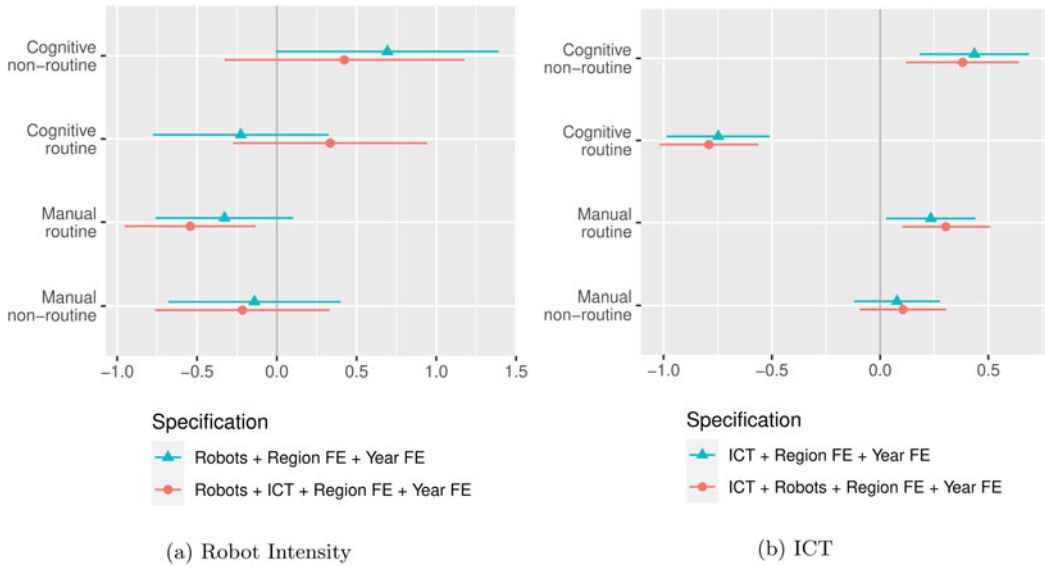 Cognitive
non−routine
Cognitive
routine
Manual
routine
Manual
non−routine
−1.0 −0.5 0.0 0.5 1.0 1.5
Specification
Robots + Region FE + Year FE
Robots + ICT + Region FE + Year FE
(a) Robot Intensity
Cognitive
non−routine
Cognitive
routine
Manual
routine
Manual
non−routine
−1.0 −0.5 0.0 0.5
Specification
ICT + Region FE + Year FE
ICT + Robots + Region FE + Year FE
(b) ICT